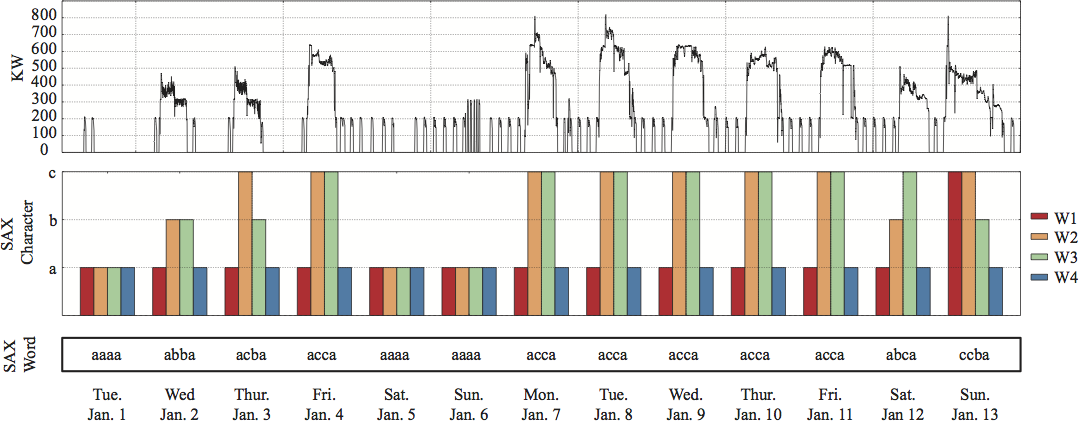 800
700
600
500
400
300
200
100
0
KW
c
b
a
SAX
Character
W1
W2
W3
W4
SAX
Word
aaaa abba acba acca aaaa aaaa acca acca acca acca acca abca ccba
Tue. Wed Thur. Fri. Sat. Sun. Mon. Tue. Wed. Thur. Fri. Sat. Sun.
Jan. 1 Jan. 2 Jan. 3 Jan. 4 Jan. 5 Jan. 6 Jan. 7 Jan. 8 Jan. 9 Jan. 10 Jan. 11 Jan 12 Jan. 13